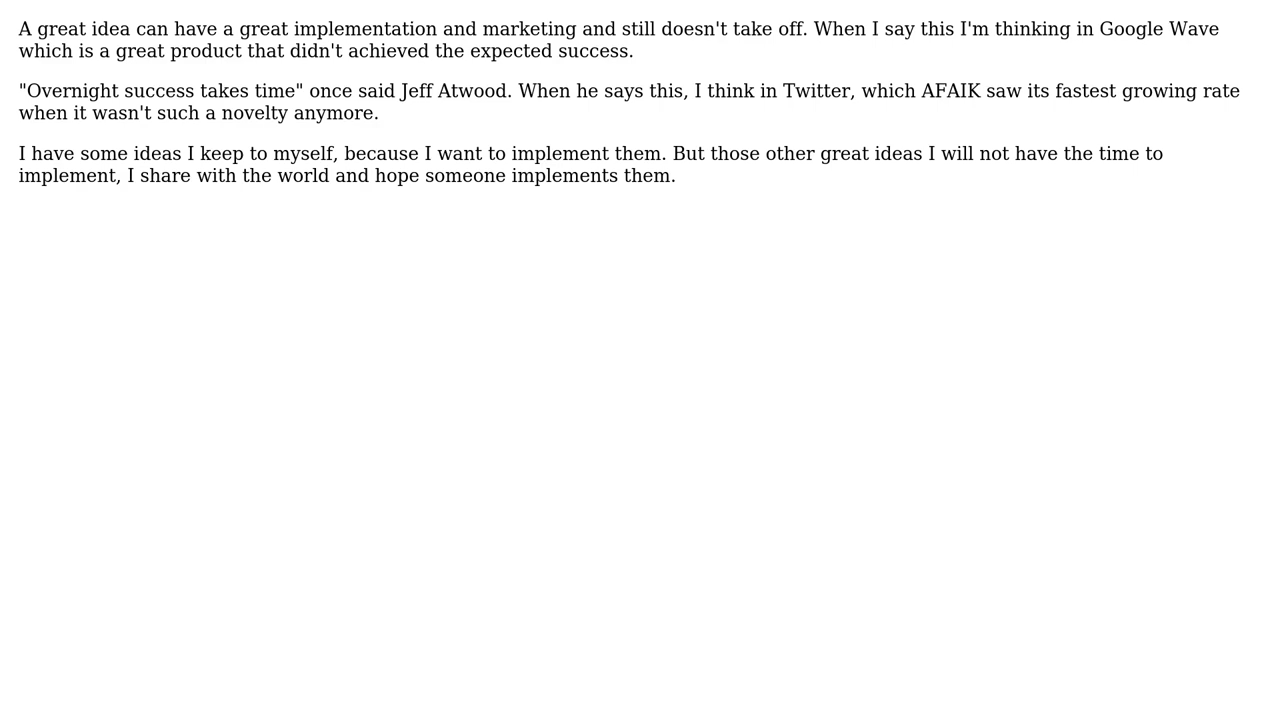 A great idea can have a great implementation and marketing and still doesn't take off. When I say this I'm thinking in Google Wave
which is a great product that didn't achieved the expected success.
"Overnight success takes time" once said Jeff Atwood. When he says this, I think in Twitter, which AFAIK saw its fastest growing rate
when it wasn't such a novelty anymore.
I have some ideas I keep to myself, because I want to implement them. But those other great ideas I will not have the time to
implement, I share with the world and hope someone implements them.